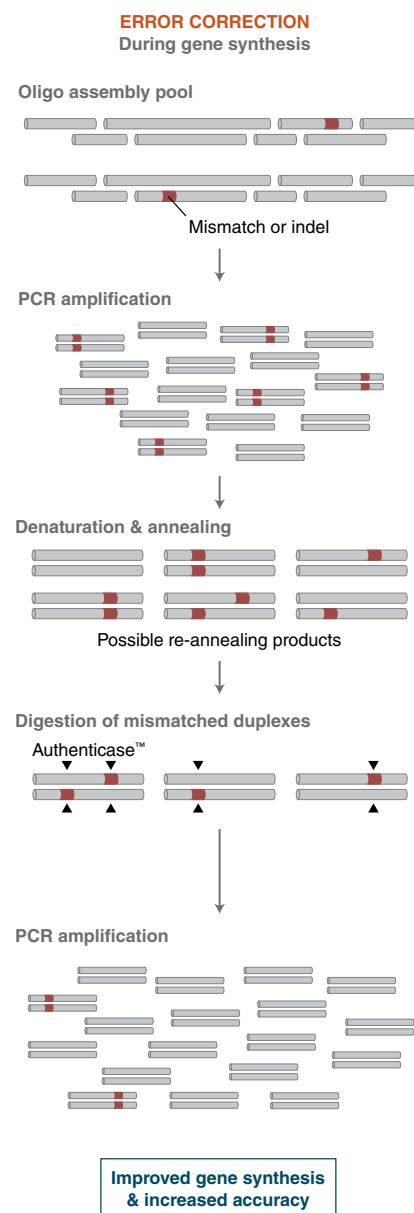 ERROR CORRECTION
During gene synthesis
Oligo assembly pool
Mismatch or indel
PCR amplification
Denaturation & annealing
Possible re-annealing products
Digestion of mismatched duplexes
Authenticase™
PCR amplification
Improved gene synthesis
& increased accuracy